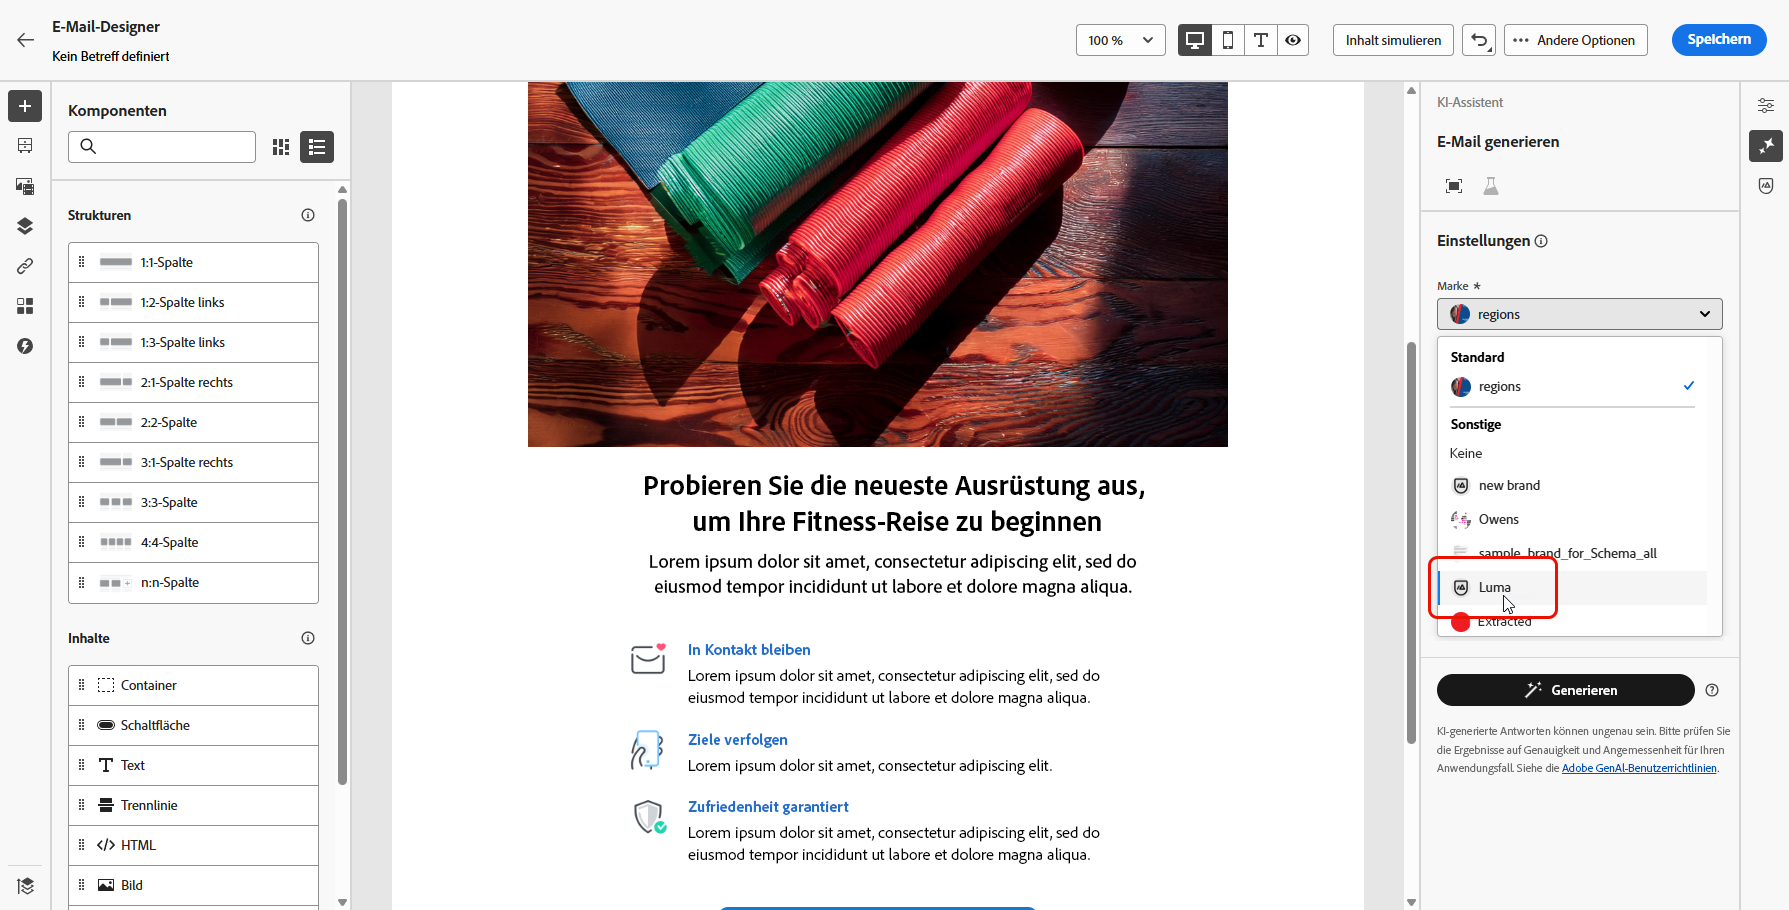 E-Mail-Designer
Kein Betreff definiert
100 %
Inhalt simulieren
Andere Optionen
Speichern
Komponenten
Strukturen
1:1-Spalte
1:2-Spalte links
1:3-Spalte links
2:1-Spalte rechts
2:2-Spalte
3:1-Spalte rechts
3:3-Spalte
4:4-Spalte
n:n-Spalte
Inhalte
Container
Schaltfläche
Text
Trennlinie
HTML
Bild
Probieren Sie die neueste Ausrüstung aus,
um Ihre Fitness-Reise zu beginnen
Lorem ipsum dolor sit amet, consectetur adipiscing elit, sed do
eiusmod tempor incididunt ut labore et dolore magna aliqua.
In Kontakt bleiben
Lorem ipsum dolor sit amet, consectetur adipiscing elit, sed do
eiusmod tempor incididunt ut labore et dolore magna aliqua.
Ziele verfolgen
Lorem ipsum dolor sit amet, consectetur adipiscing elit.
Zufriedenheit garantiert
Lorem ipsum dolor sit amet, consectetur adipiscing elit, sed do
eiusmod tempor incididunt ut labore et dolore magna aliqua.
KI-Assistent
E-Mail generieren
Einstellungen
Marke *
regions
Standard
regions
Sonstige
Keine
new brand
Owens
sample_brand_for_Schema_all
Luma
Extracted
Generieren
KI-generierte Antworten können ungenau sein. Bitte prüfen Sie
die Ergebnisse auf Genauigkeit und Angemessenheit für Ihren
Anwendungsfall. Siehe die Adobe GenAI-Benutzerrichtlinien.